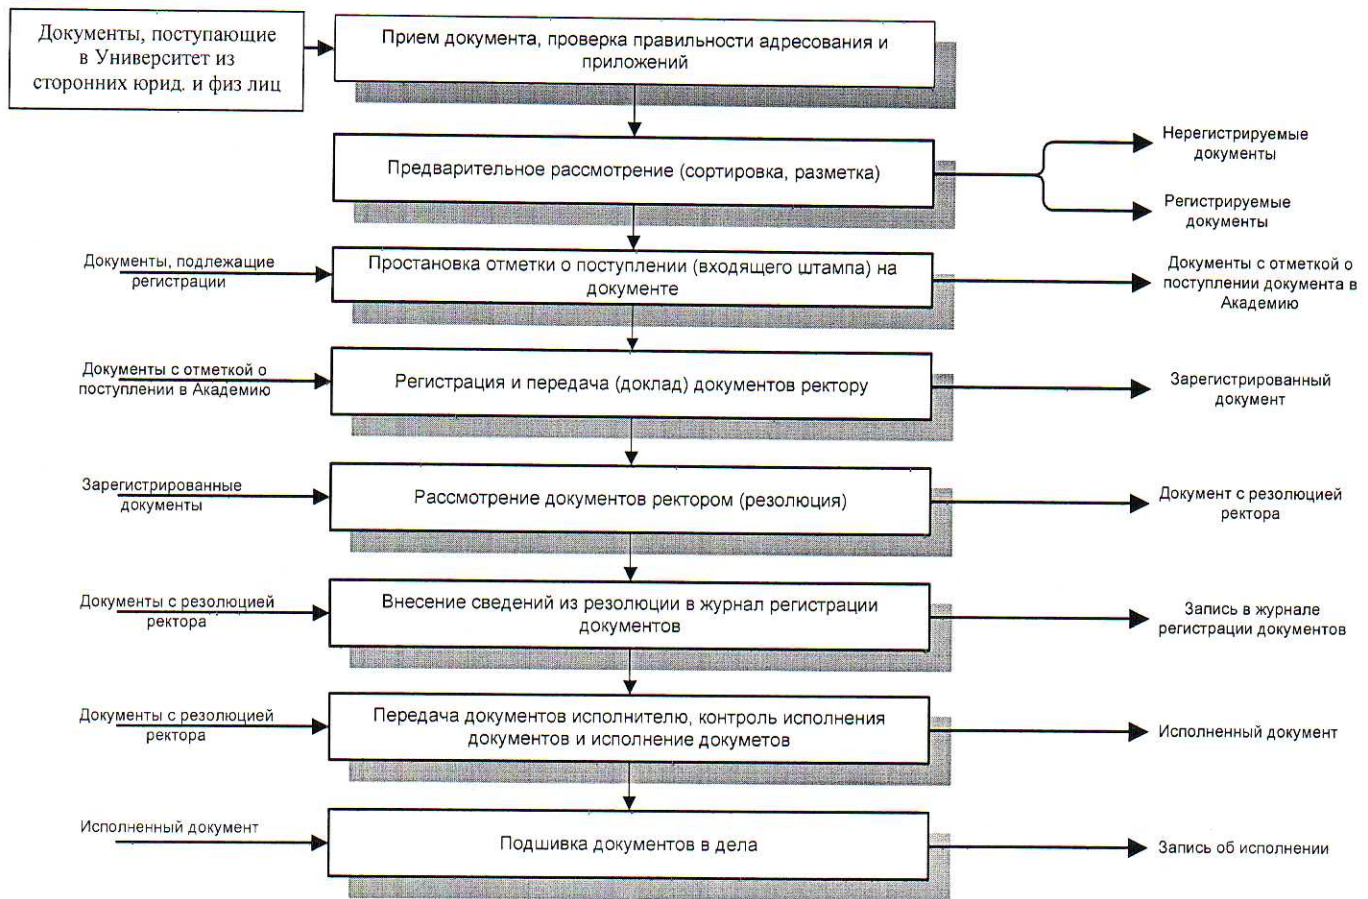 Документы, поступающие
в Университет из
сторонних юрид. и физ лиц
Прием документа, проверка правильности адресования и
приложений
Предварительное рассмотрение (сортировка, разметка)
Нерегистрируемые
документы
Регистрируемые
документы
Документы, подлежащие
регистрации
Простановка отметки о поступлении (входящего штампа) на
документе
Документы с отметкой о
поступлении документа в
Академию
Документы с отметкой о
поступлении в Академию
Регистрация и передача (доклад) документов ректору
Зарегистрированный
документ
Зарегистрированные
документы
Рассмотрение документов ректором (резолюция)
Документ с резолюцией
ректора
Документы с резолюцией
ректора
Внесение сведений из резолюции в журнал регистрации
документов
Запись в журнале
регистрации документов
Документы с резолюцией
ректора
Передача документов исполнителю, контроль исполнения
документов и исполнение докуметов
Исполненный документ
Исполненный документ
Подшивка документов в дела
Запись об исполнении